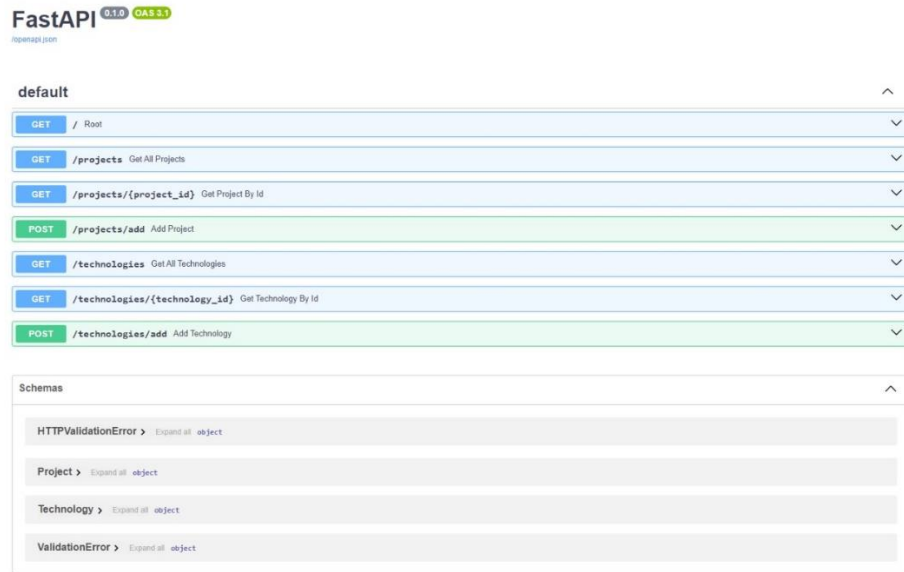 FastAPI 0.1.0 OAS 3.1
/openapi.json
default
GET / Root
GET /projects Get All Projects
GET /projects/{project_id} Get Project By Id
POST /projects/add Add Project
GET /technologies Get All Technologies
GET /technologies/{technology_id} Get Technology By Id
POST /technologies/add Add Technology
Schemas
HTTPValidationError Expand all object
Project Expand all object
Technology Expand all object
ValidationError Expand all object